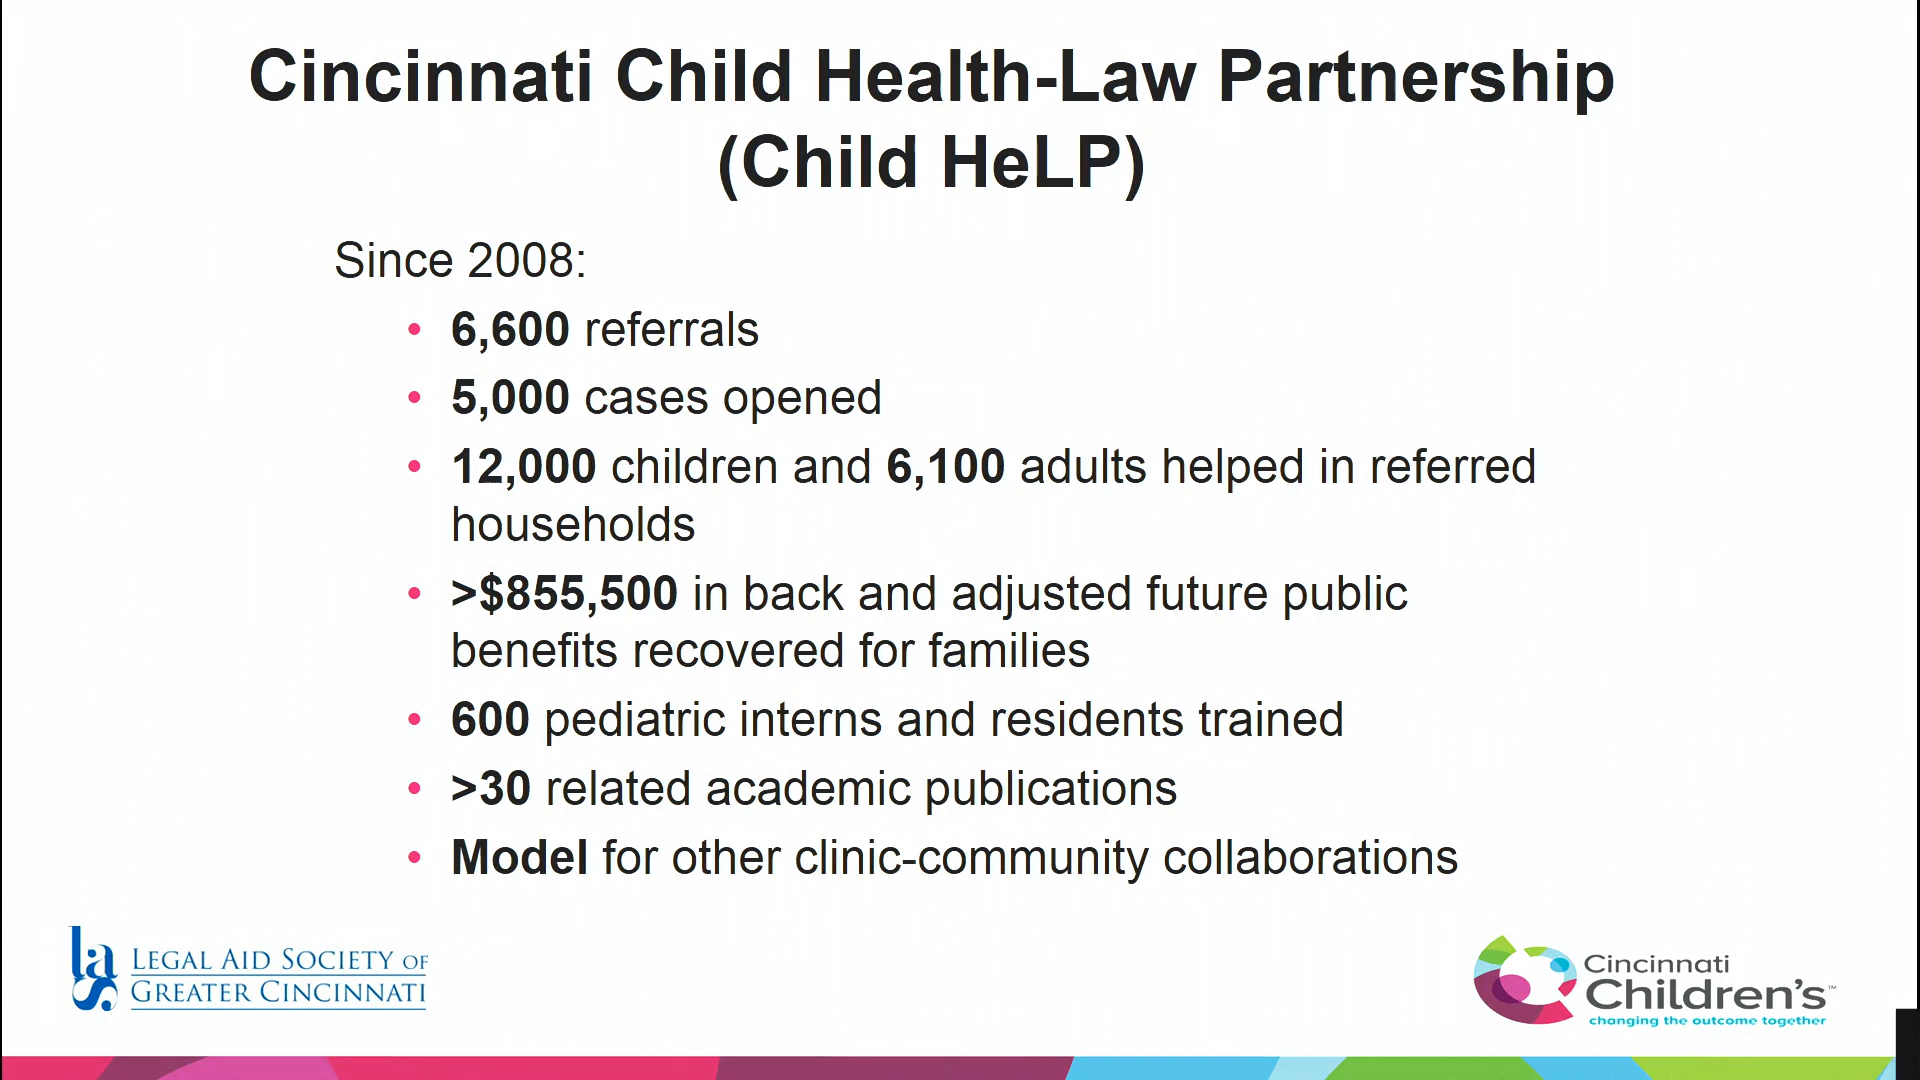 Cincinnati Child Health-Law Partnership
(Child HeLP)
Since 2008:
• 6,600 referrals
• 5,000 cases opened
• 12,000 children and 6,100 adults helped in referred
households
• >$855,500 in back and adjusted future public
benefits recovered for families
• 600 pediatric interns and residents trained
• >30 related academic publications
• Model for other clinic-community collaborations
las
LEGAL AID SOCIETY OF
GREATER CINCINNATI
Cincinnati
Children's™
changing the outcome together